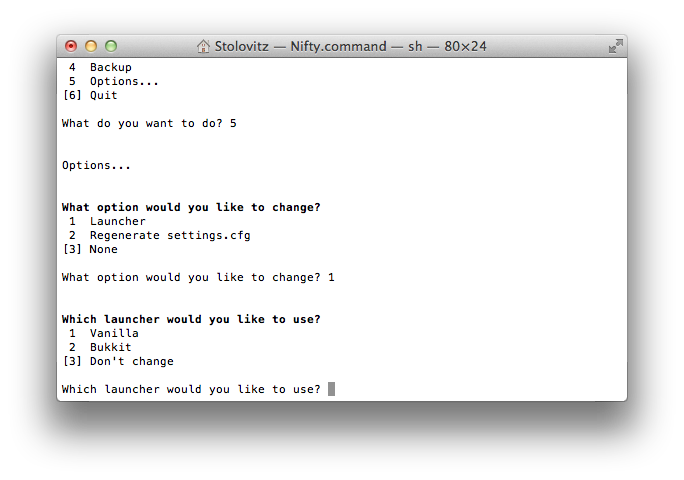 Stolovitz — Nifty.command — sh — 80×24
4 Backup
5 Options...
[6] Quit
What do you want to do? 5
Options...
What option would you like to change?
1 Launcher
2 Regenerate settings.cfg
[3] None
What option would you like to change? 1
Which launcher would you like to use?
1 Vanilla
2 Bukkit
[3] Don't change
Which launcher would you like to use?